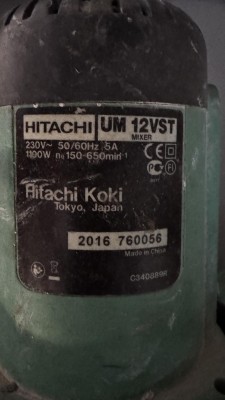 HITACHI UM 12VST
MIXER
230V~ 50/60Hz 5A
1100W n₀ 150-650min⁻¹
Hitachi Koki
Tokyo, Japan
2016 760056
Made in China
C3408896